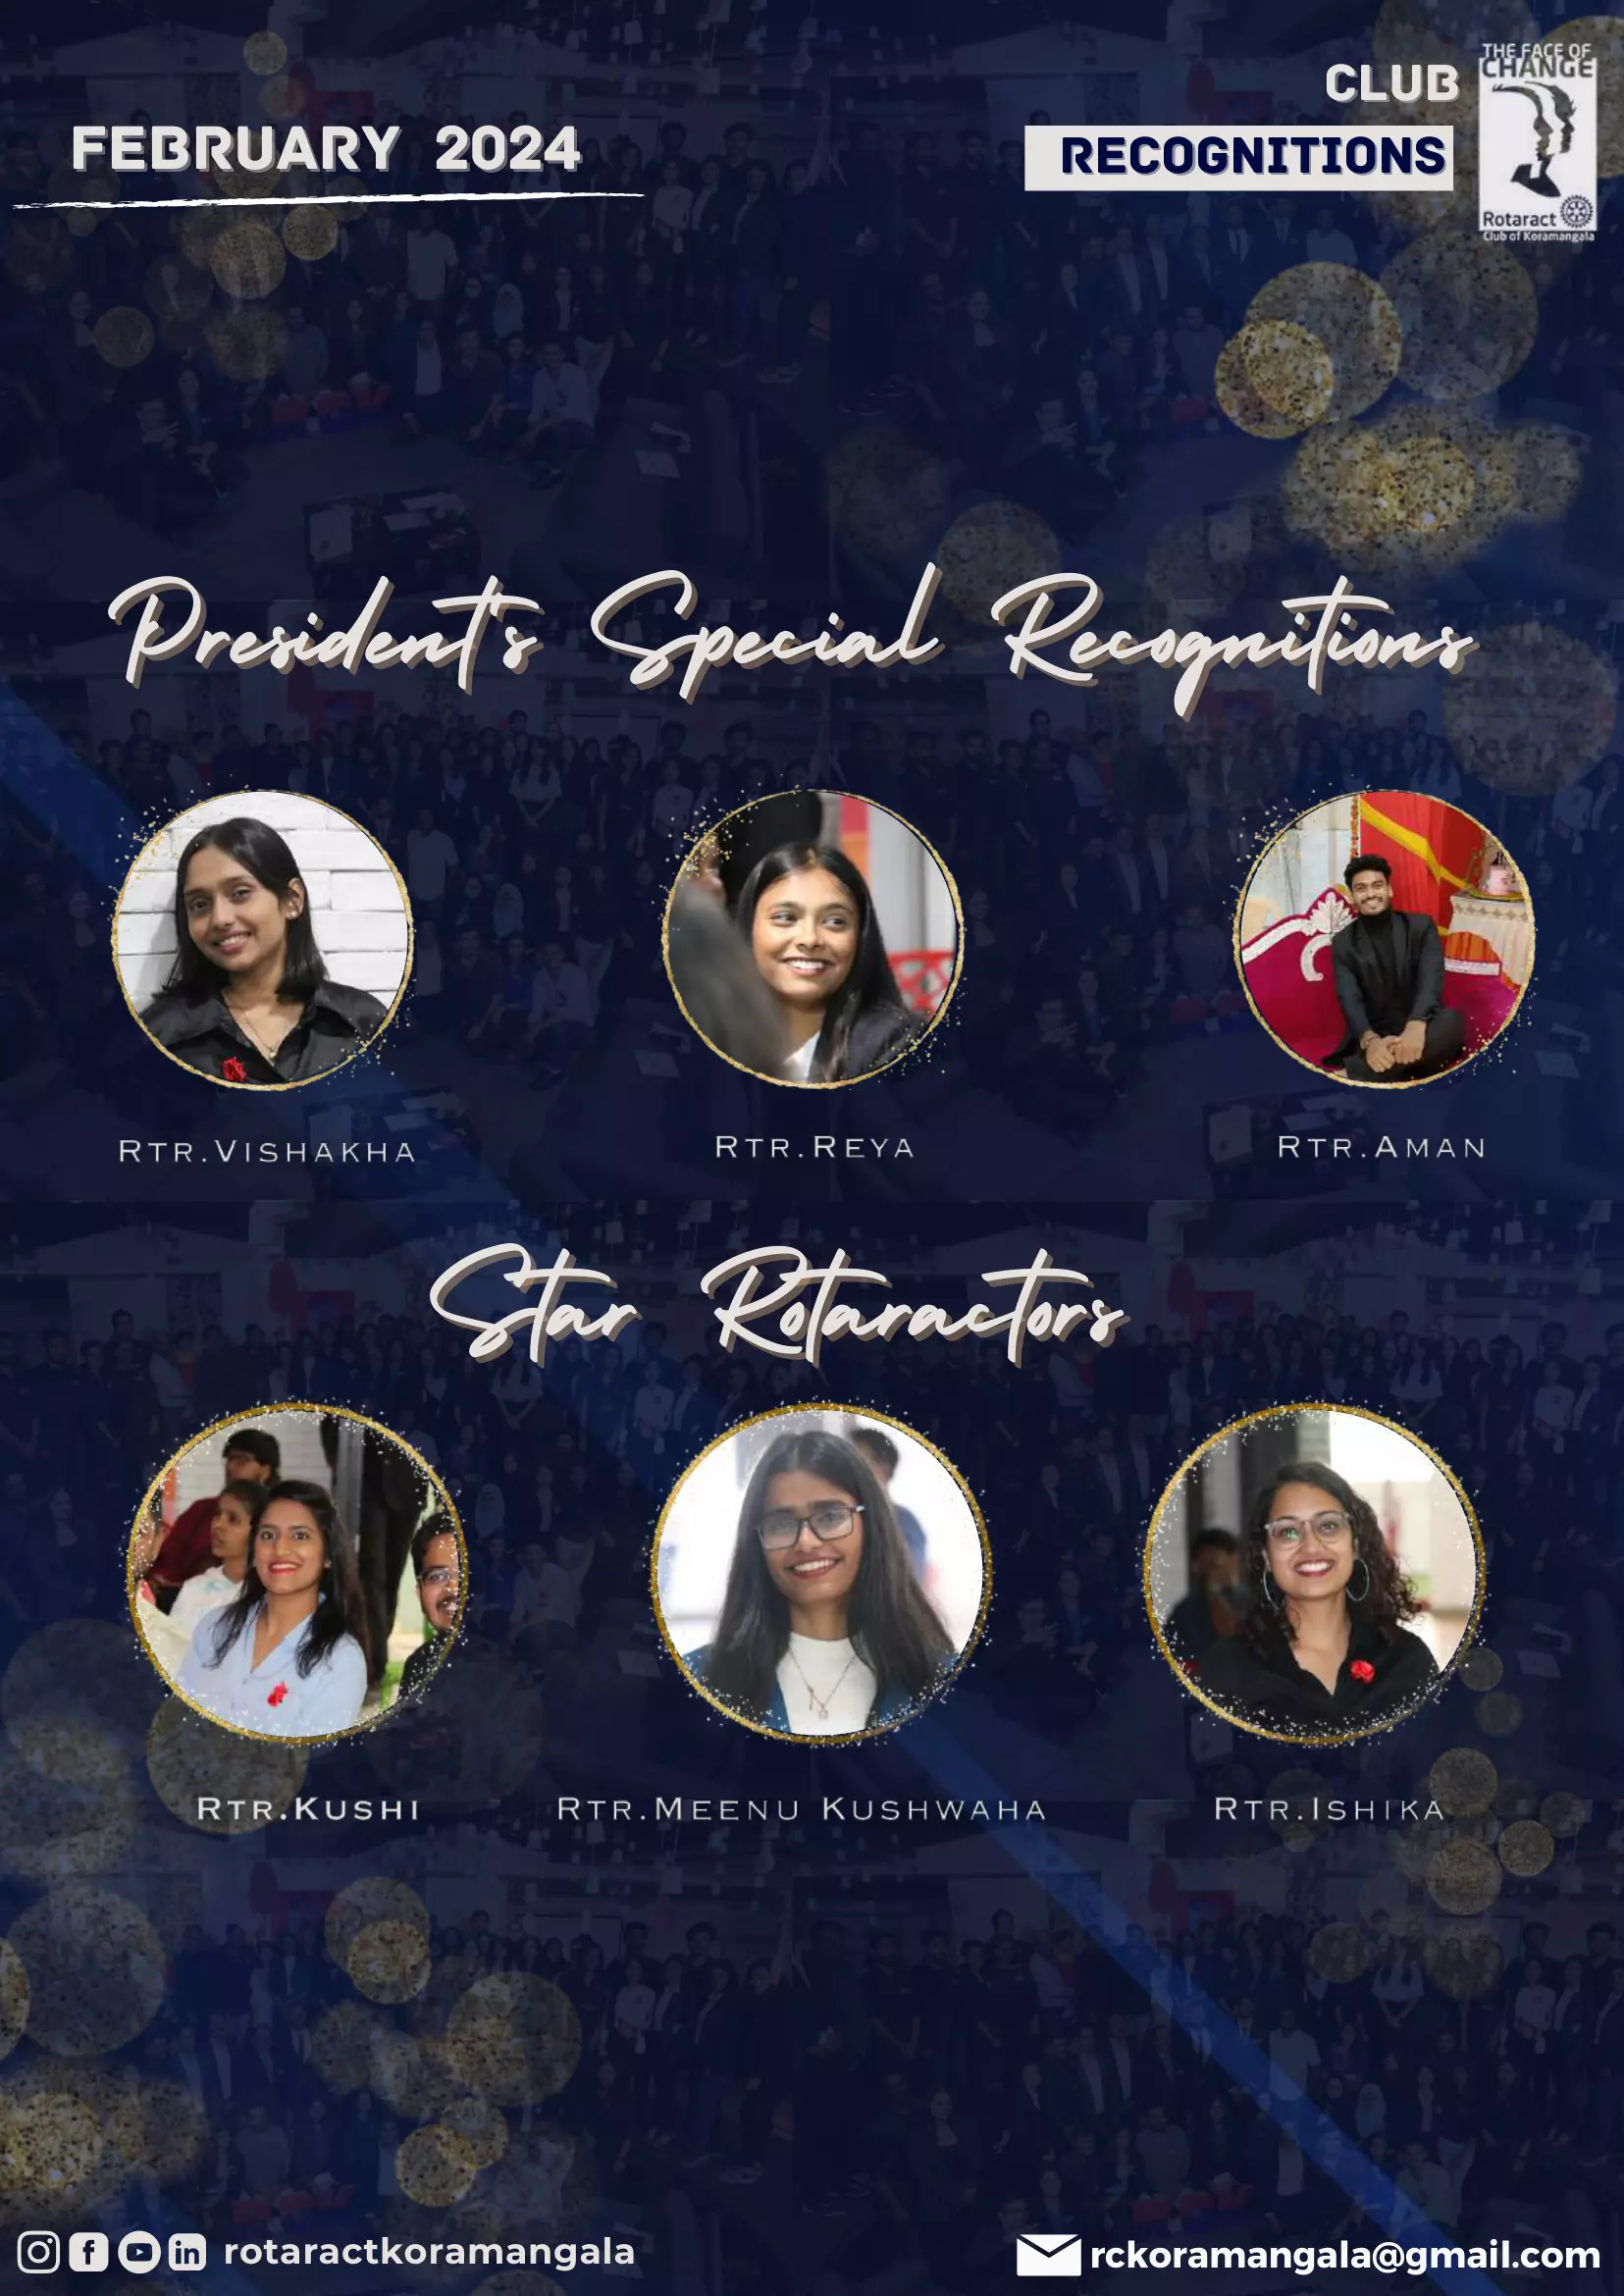 FEBRUARY 2024
CLUB
RECOGNITIONS
THE FACE OF
CHANGE
Rotaract
Club of Koramangala
President's Special Recognitions
RTR.VISHAKHA
RTR.REYA
RTR.AMAN
Star Rotaractors
RTR.KUSHI
RTR.MEENU KUSHWAHA
RTR.ISHIKA
rotaractkoramangala
rckoramangala@gmail.com